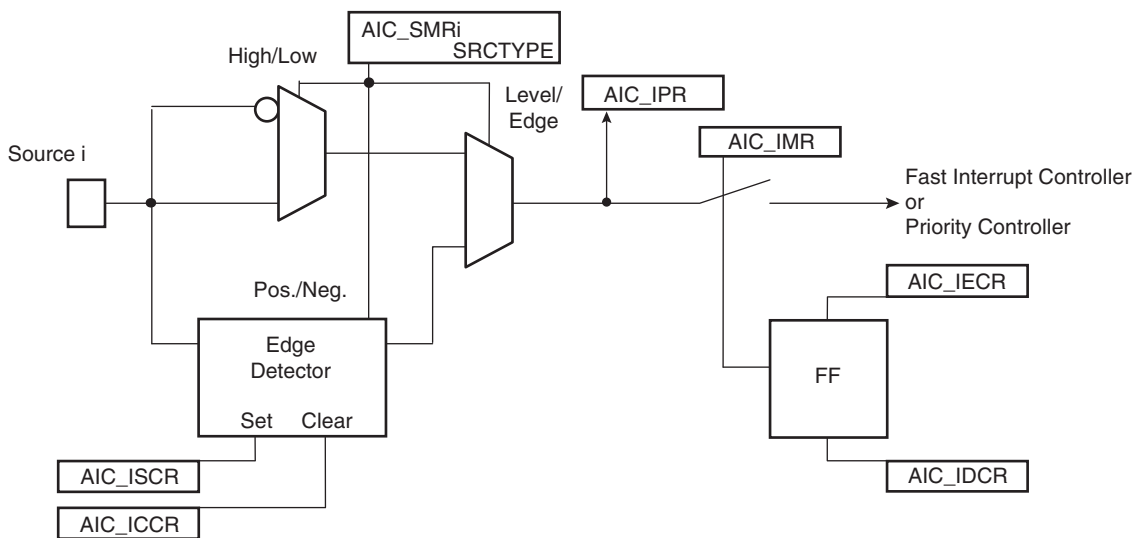 AIC_SMRi
SRCTYPE
High/Low
Level/
Edge
AIC_IPR
AIC_IMR
Source i
Fast Interrupt Controller
or
Priority Controller
Pos./Neg.
AIC_IECR
Edge
Detector
FF
Set Clear
AIC_ISCR
AIC_IDCR
AIC_ICCR